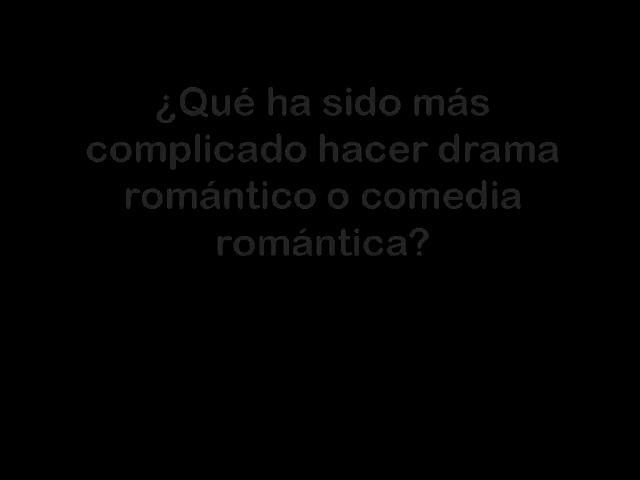 ¿Qué ha sido más
complicado hacer drama
romántico o comedia
romántica?